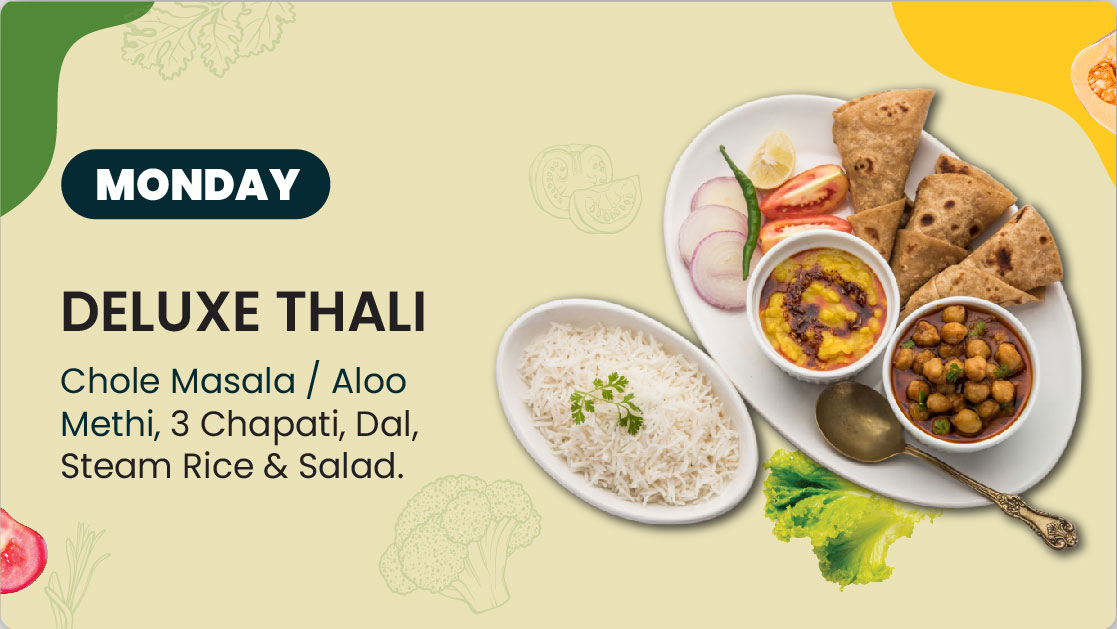 MONDAY
DELUXE THALI
Chole Masala / Aloo
Methi, 3 Chapati, Dal,
Steam Rice & Salad.